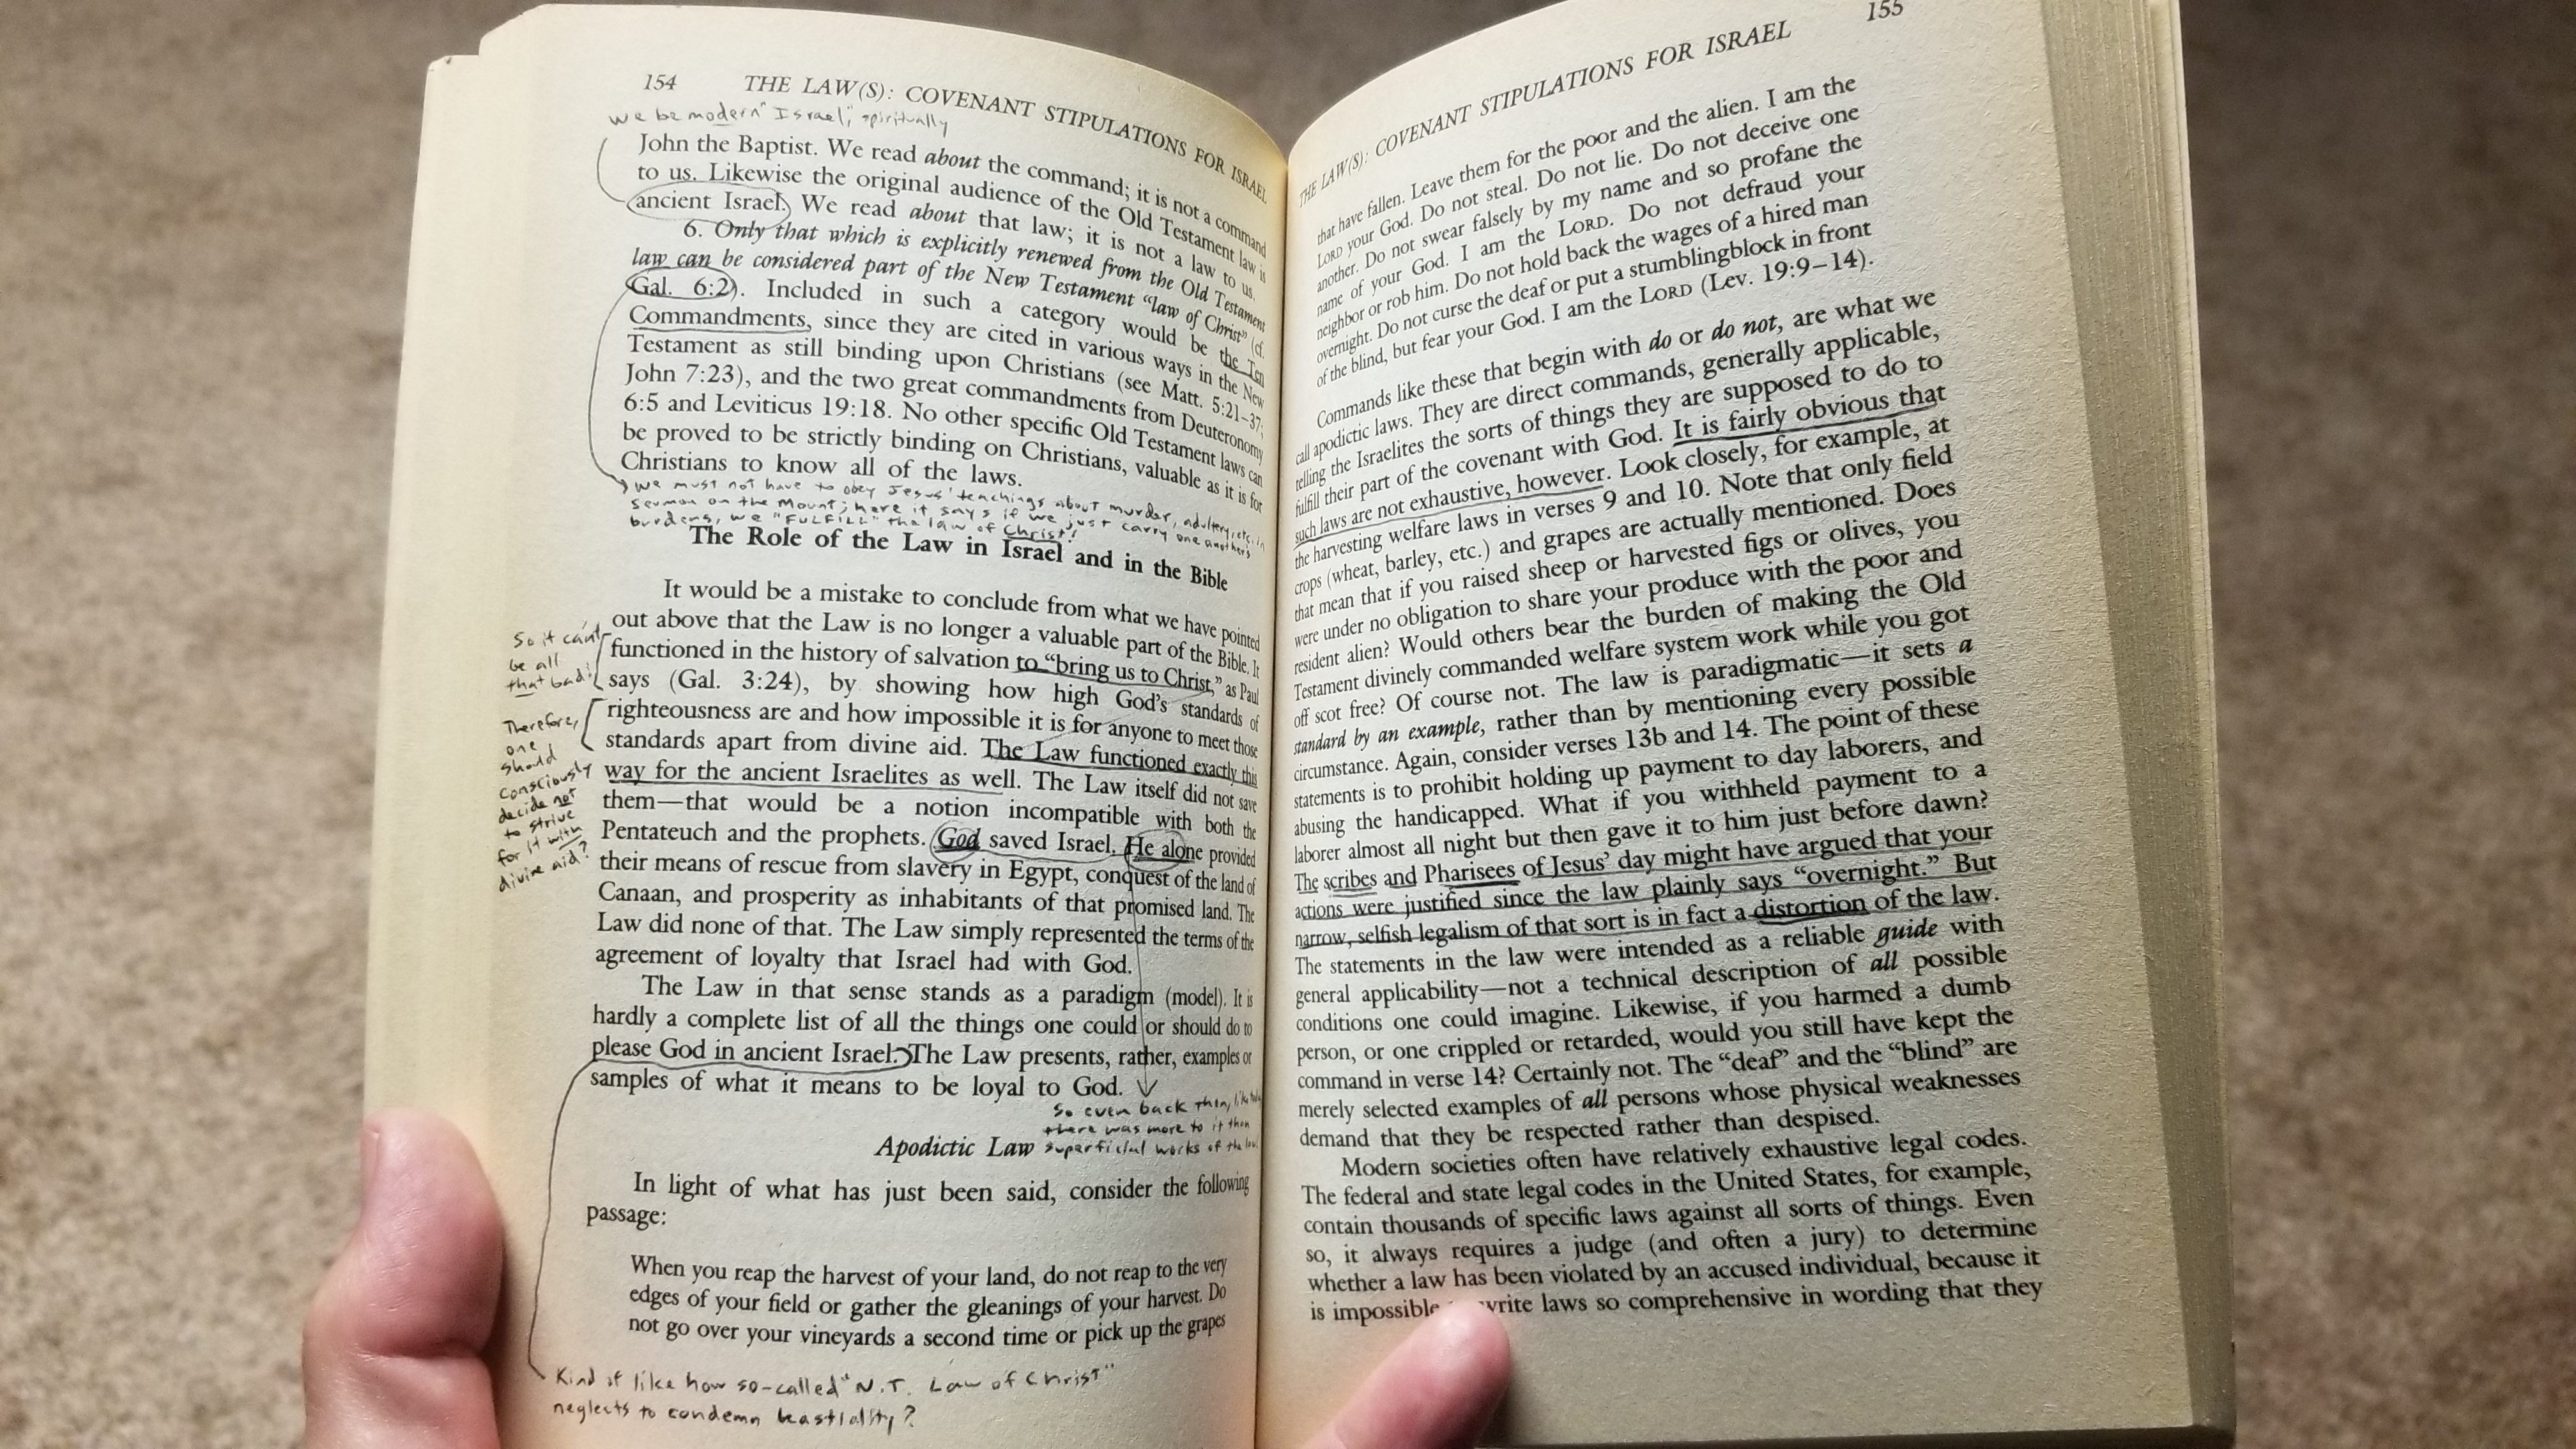 154 THE LAW(S): COVENANT STIPULATIONS FOR ISRAEL
we be modern "Israel", spiritually
John the Baptist. We read about the command; it is not a command
to us. Likewise the original audience of the Old Testament law is
ancient Israel. We read about that law; it is not a law to us.
6. Only that which is explicitly renewed from the Old Testament
law can be considered part of the New Testament "law of Christ" (cf.
Gal. 6:2). Included in such a category would be the Ten
Commandments, since they are cited in various ways in the New
Testament as still binding upon Christians (see Matt. 5:21–37;
John 7:23), and the two great commandments from Deuteronomy
6:5 and Leviticus 19:18. No other specific Old Testament laws can
be proved to be strictly binding on Christians, valuable as it is for
Christians to know all of the laws.
we must not have to obey Jesus' teachings about murder, adultery, etc. in
Sermon on the Mount; here it says if we just carry one another's
burdens, we "FULFILL" the law of Christ!
The Role of the Law in Israel and in the Bible
It would be a mistake to conclude from what we have pointed
out above that the Law is no longer a valuable part of the Bible. It
functioned in the history of salvation to "bring us to Christ," as Paul
says (Gal. 3:24), by showing how high God's standards of
righteousness are and how impossible it is for anyone to meet those
standards apart from divine aid. The Law functioned exactly this
way for the ancient Israelites as well. The Law itself did not save
them—that would be a notion incompatible with both the
Pentateuch and the prophets. God saved Israel. He alone provided
their means of rescue from slavery in Egypt, conquest of the land of
Canaan, and prosperity as inhabitants of that promised land. The
Law did none of that. The Law simply represented the terms of the
agreement of loyalty that Israel had with God.
So it can't
be all
that bad!
Therefore,
one
should
consciously
decide not
to strive
for it with
divine aid?
The Law in that sense stands as a paradigm (model). It is
hardly a complete list of all the things one could or should do to
please God in ancient Israel. The Law presents, rather, examples or
samples of what it means to be loyal to God.
So even back then, like
there was more to it than
superficial works of the law
Apodictic Law
In light of what has just been said, consider the following
passage:
When you reap the harvest of your land, do not reap to the very
edges of your field or gather the gleanings of your harvest. Do
not go over your vineyards a second time or pick up the grapes
Kind of like how so-called "N.T. Law of Christ"
neglects to condemn beastiality?
THE LAW(S): COVENANT STIPULATIONS FOR ISRAEL 155
that have fallen. Leave them for the poor and the alien. I am the
LORD your God. Do not steal. Do not lie. Do not deceive one
another. Do not swear falsely by my name and so profane the
name of your God. I am the LORD. Do not defraud your
neighbor or rob him. Do not hold back the wages of a hired man
overnight. Do not curse the deaf or put a stumblingblock in front
of the blind, but fear your God. I am the LORD (Lev. 19:9–14).
Commands like these that begin with do or do not, are what we
call apodictic laws. They are direct commands, generally applicable,
telling the Israelites the sorts of things they are supposed to do to
fulfill their part of the covenant with God. It is fairly obvious that
such laws are not exhaustive, however. Look closely, for example, at
the harvesting welfare laws in verses 9 and 10. Note that only field
crops (wheat, barley, etc.) and grapes are actually mentioned. Does
that mean that if you raised sheep or harvested figs or olives, you
were under no obligation to share your produce with the poor and
resident alien? Would others bear the burden of making the Old
Testament divinely commanded welfare system work while you got
off scot free? Of course not. The law is paradigmatic—it sets a
standard by an example, rather than by mentioning every possible
circumstance. Again, consider verses 13b and 14. The point of these
statements is to prohibit holding up payment to day laborers, and
abusing the handicapped. What if you withheld payment to a
laborer almost all night but then gave it to him just before dawn?
The scribes and Pharisees of Jesus' day might have argued that your
actions were justified since the law plainly says "overnight." But
narrow, selfish legalism of that sort is in fact a distortion of the law.
The statements in the law were intended as a reliable guide with
general applicability—not a technical description of all possible
conditions one could imagine. Likewise, if you harmed a dumb
person, or one crippled or retarded, would you still have kept the
command in verse 14? Certainly not. The "deaf" and the "blind" are
merely selected examples of all persons whose physical weaknesses
demand that they be respected rather than despised.
Modern societies often have relatively exhaustive legal codes.
The federal and state legal codes in the United States, for example,
contain thousands of specific laws against all sorts of things. Even
so, it always requires a judge (and often a jury) to determine
whether a law has been violated by an accused individual, because it
is impossible write laws so comprehensive in wording that they